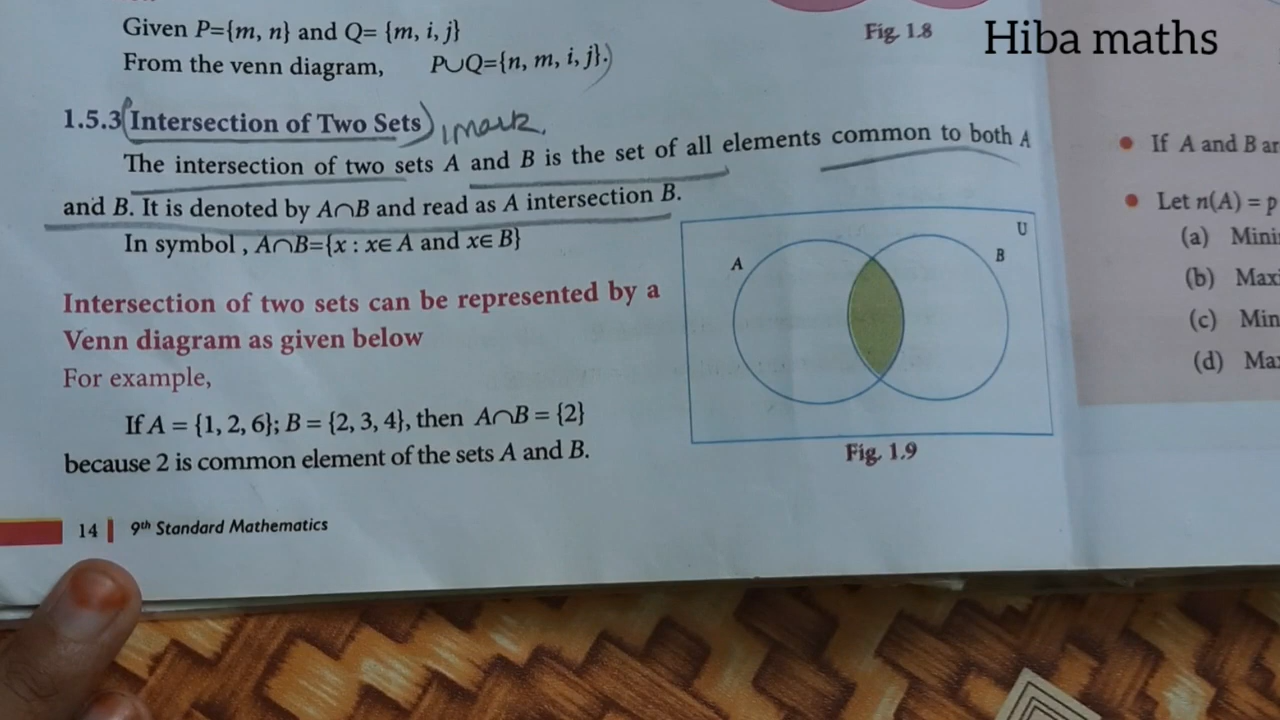 Given P={m, n} and Q= {m, i, j}
From the venn diagram, P∪Q={n, m, i, j}.)
Fig. 1.8
Hiba maths
1.5.3 (Intersection of Two Sets) 1 mark.
The intersection of two sets A and B is the set of all elements common to both A
and B. It is denoted by A∩B and read as A intersection B.
In symbol , A∩B={x : x∈ A and x∈ B}
Intersection of two sets can be represented by a
Venn diagram as given below
For example,
If A = {1, 2, 6}; B = {2, 3, 4}, then A∩B = {2}
because 2 is common element of the sets A and B.
U
A
B
Fig. 1.9
14 | 9th Standard Mathematics
• If A and B ar
• Let n(A) = p
(a) Mini
(b) Maxi
(c) Min
(d) Max